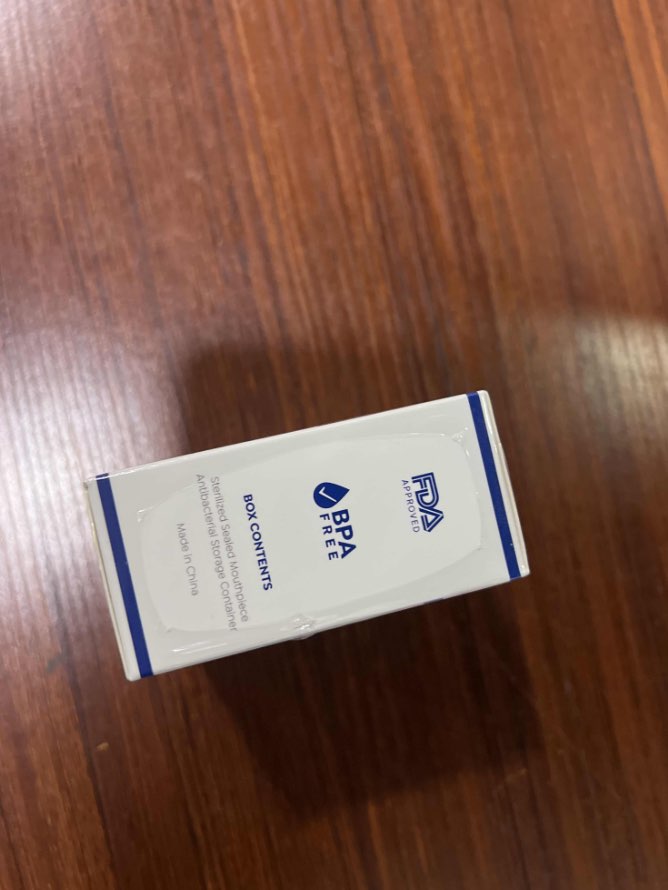 FDA
APPROVED
BPA
FREE
BOX CONTENTS
Sterilized Sealed Mouthpiece
Antibacterial Storage Container
Made in China